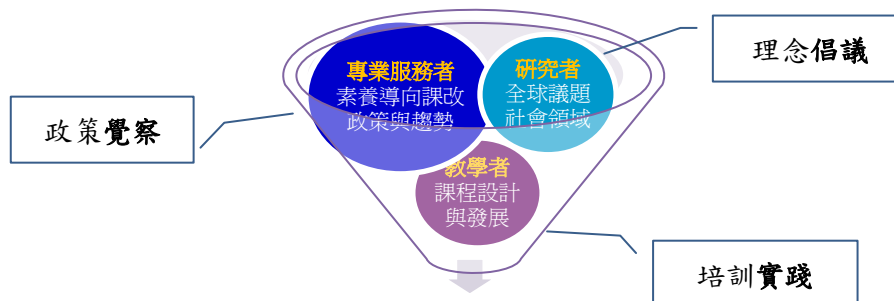 專業服務者
素養導向課改
政策與趨勢
研究者
全球議題
社會領域
教學者
課程設計
與發展
理念倡議
政策覺察
培訓實踐